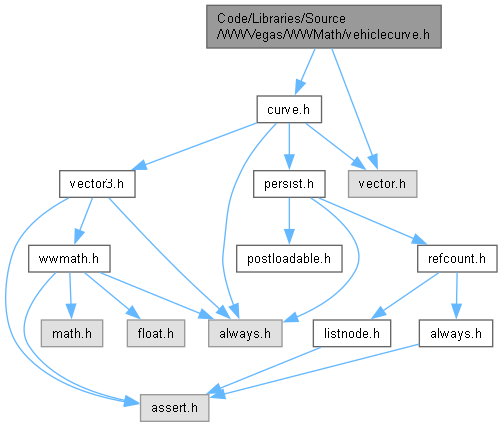 Code/Libraries/Source
/WWVegas/WWMath/vehiclecurve.h
curve.h
vector3.h
persist.h
vector.h
wwmath.h
postloadable.h
refcount.h
math.h
float.h
always.h
listnode.h
always.h
assert.h